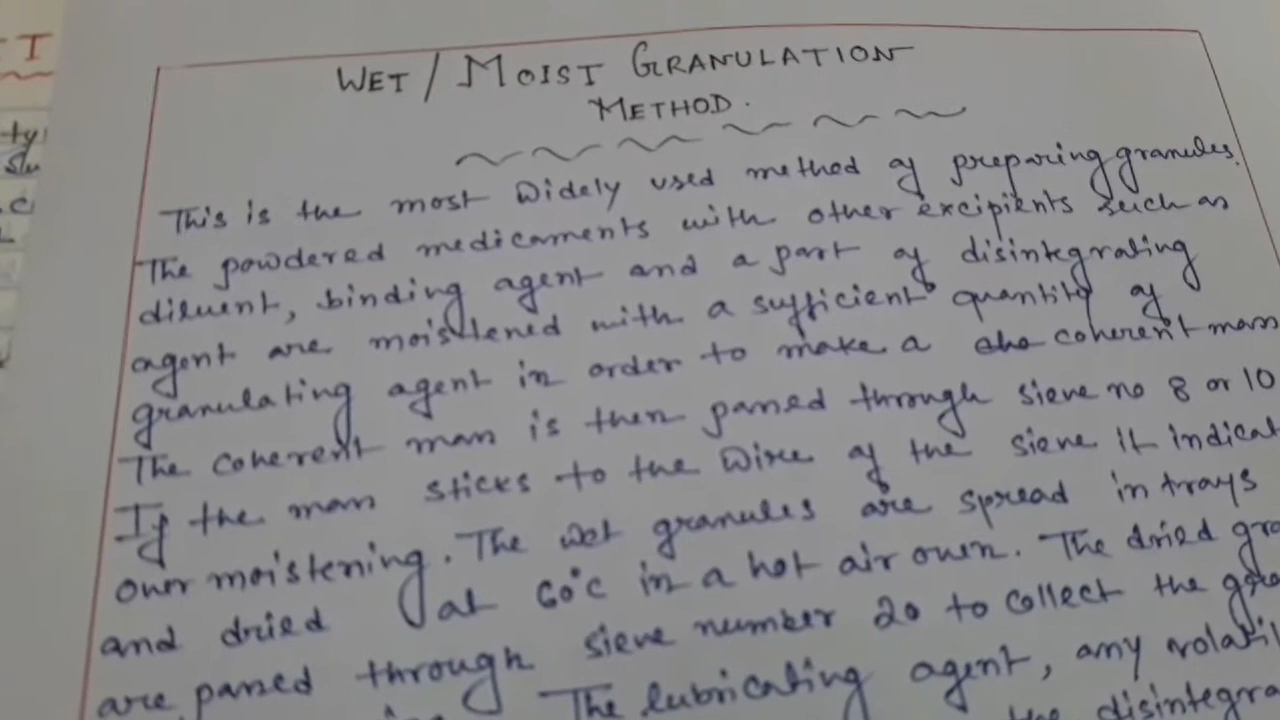 WET / MOIST GRANULATION
METHOD.
This is the most widely used method of preparing granules.
The powdered medicaments with other excipients such as
diluent, binding agent and a part of disintegrating
agent are moistened with a sufficient quantity of
granulating agent in order to make a coherent mass
The coherent mass is then passed through sieve no 8 or 10
If the mass sticks to the wire of the sieve it indicat
over moistening. The wet granules are spread in trays
and dried at 60°C in a hot air oven. The dried gra
are passed through sieve number 20 to collect the
The lubricating agent, any volatil
the disintegra